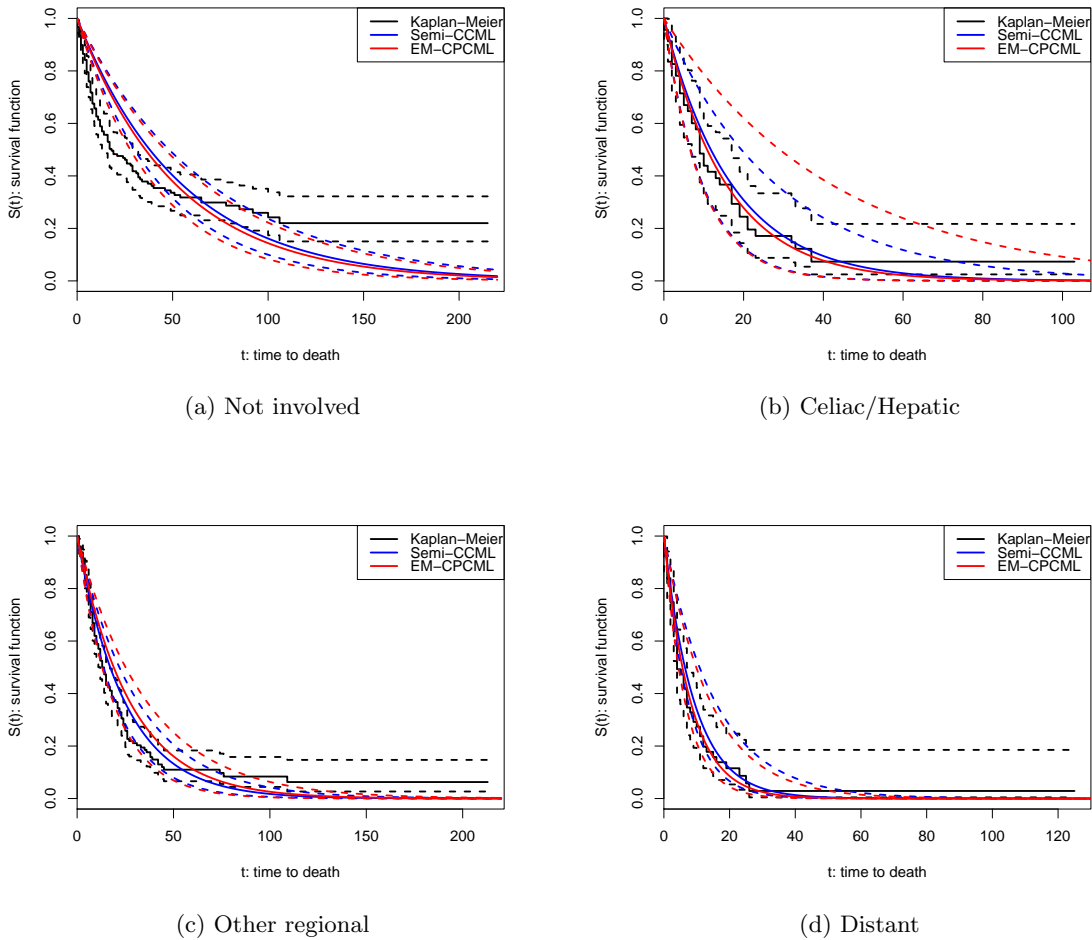 Kaplan−Meier
Semi−CCML
EM−CPCML
S(t): survival function
0.0 0.2 0.4 0.6 0.8 1.0
0 50 100 150 200
t: time to death
(a) Not involved
Kaplan−Meier
Semi−CCML
EM−CPCML
S(t): survival function
0.0 0.2 0.4 0.6 0.8 1.0
0 20 40 60 80 100
t: time to death
(b) Celiac/Hepatic
Kaplan−Meier
Semi−CCML
EM−CPCML
S(t): survival function
0.0 0.2 0.4 0.6 0.8 1.0
0 50 100 150 200
t: time to death
(c) Other regional
Kaplan−Meier
Semi−CCML
EM−CPCML
S(t): survival function
0.0 0.2 0.4 0.6 0.8 1.0
0 20 40 60 80 100 120
t: time to death
(d) Distant